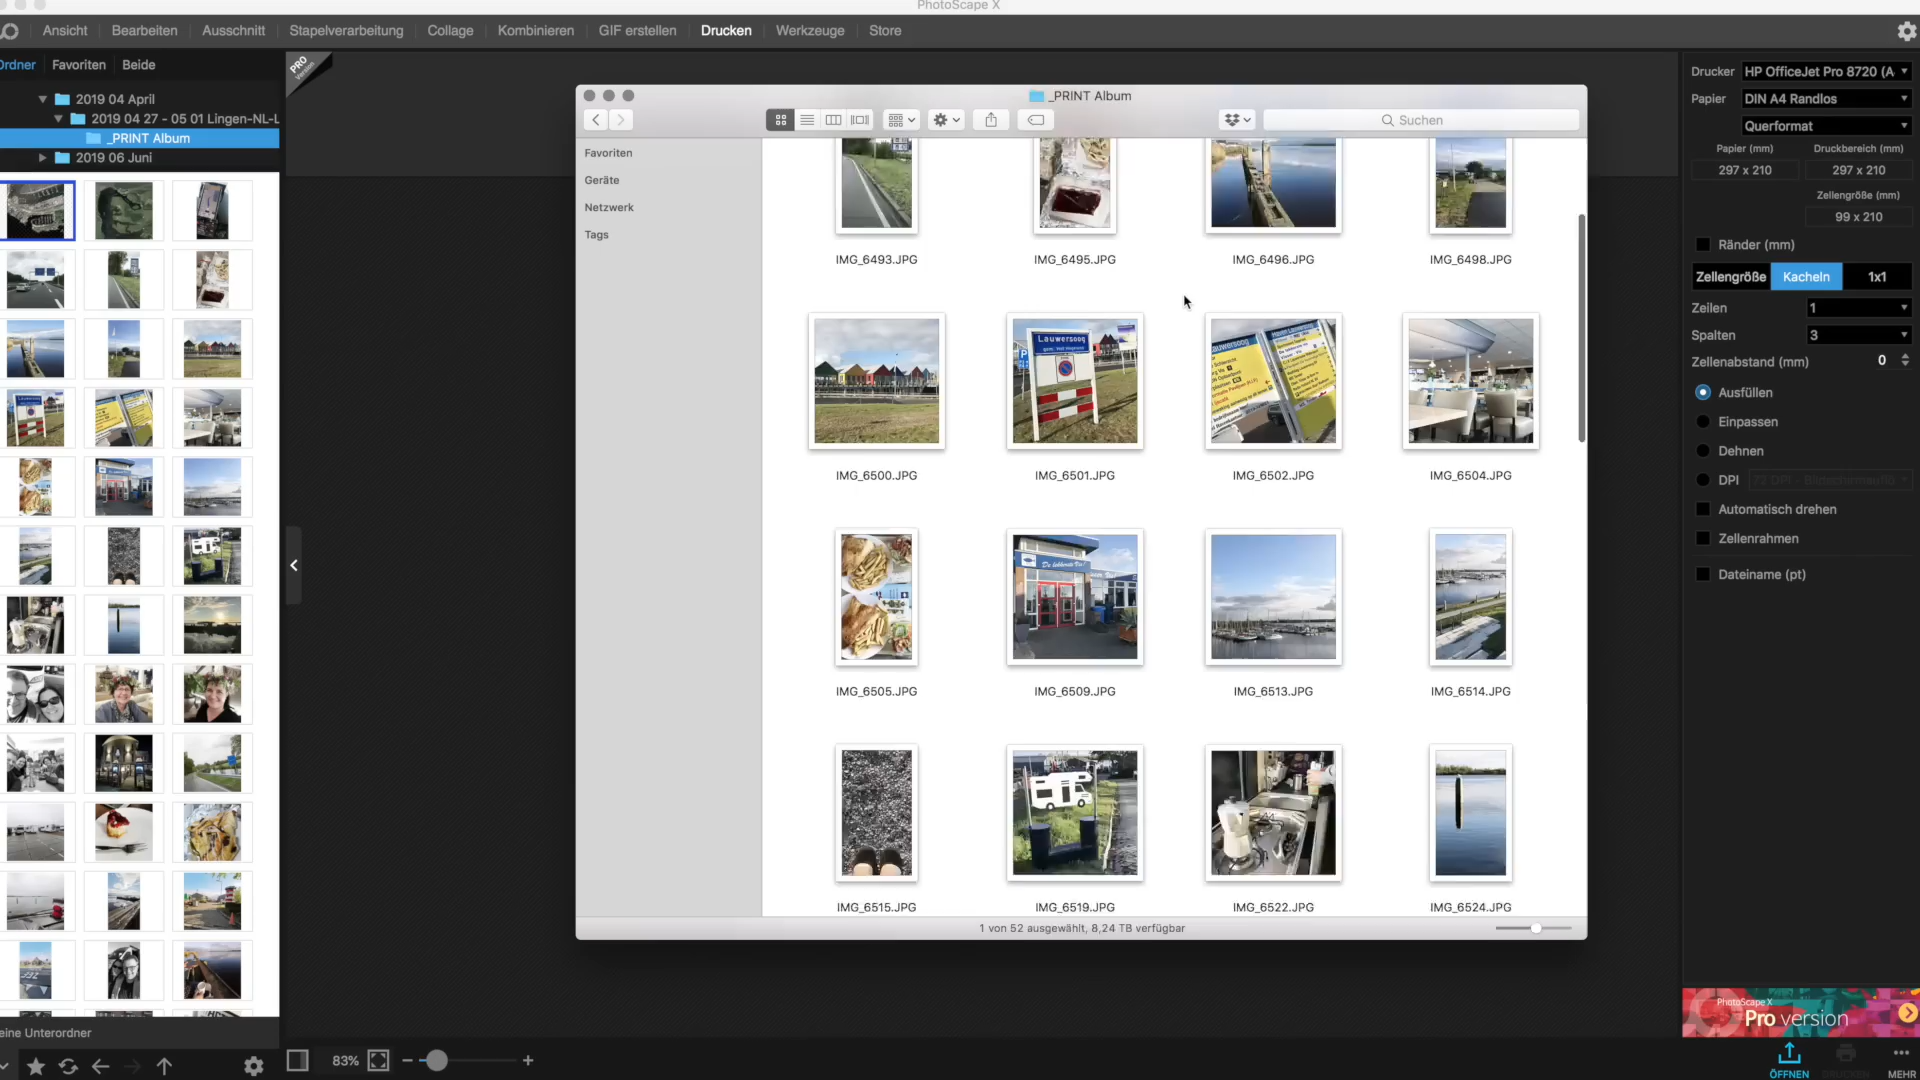 PhotoScape X
Ansicht
Bearbeiten
Ausschnitt
Stapelverarbeitung
Collage
Kombinieren
GIF erstellen
Drucken
Werkzeuge
Store
Ordner
Favoriten
Beide
2019 04 April
2019 04 27 - 05 01 Lingen-NL-L
_PRINT Album
2019 06 Juni
PRO
Version
_PRINT Album
Suchen
Favoriten
Geräte
Netzwerk
Tags
IMG_6493.JPG
IMG_6495.JPG
IMG_6496.JPG
IMG_6498.JPG
Lauwersoog
IMG_6500.JPG
IMG_6501.JPG
IMG_6502.JPG
IMG_6504.JPG
IMG_6505.JPG
IMG_6509.JPG
IMG_6513.JPG
IMG_6514.JPG
IMG_6515.JPG
IMG_6519.JPG
IMG_6522.JPG
IMG_6524.JPG
1 von 52 ausgewählt, 8,24 TB verfügbar
Drucker
HP OfficeJet Pro 8720 (A
Papier
DIN A4 Randlos
Querformat
Papier (mm)
Druckbereich (mm)
297 x 210
297 x 210
Zellengröße (mm)
99 x 210
Ränder (mm)
Zellengröße
Kacheln
1x1
Zeilen
1
Spalten
3
Zellenabstand (mm)
0
Ausfüllen
Einpassen
Dehnen
DPI
Automatisch drehen
Zellenrahmen
Dateiname (pt)
PhotoScape X
Pro version
eine Unterordner
83%
ÖFFNEN
DRUCKEN
MEHR